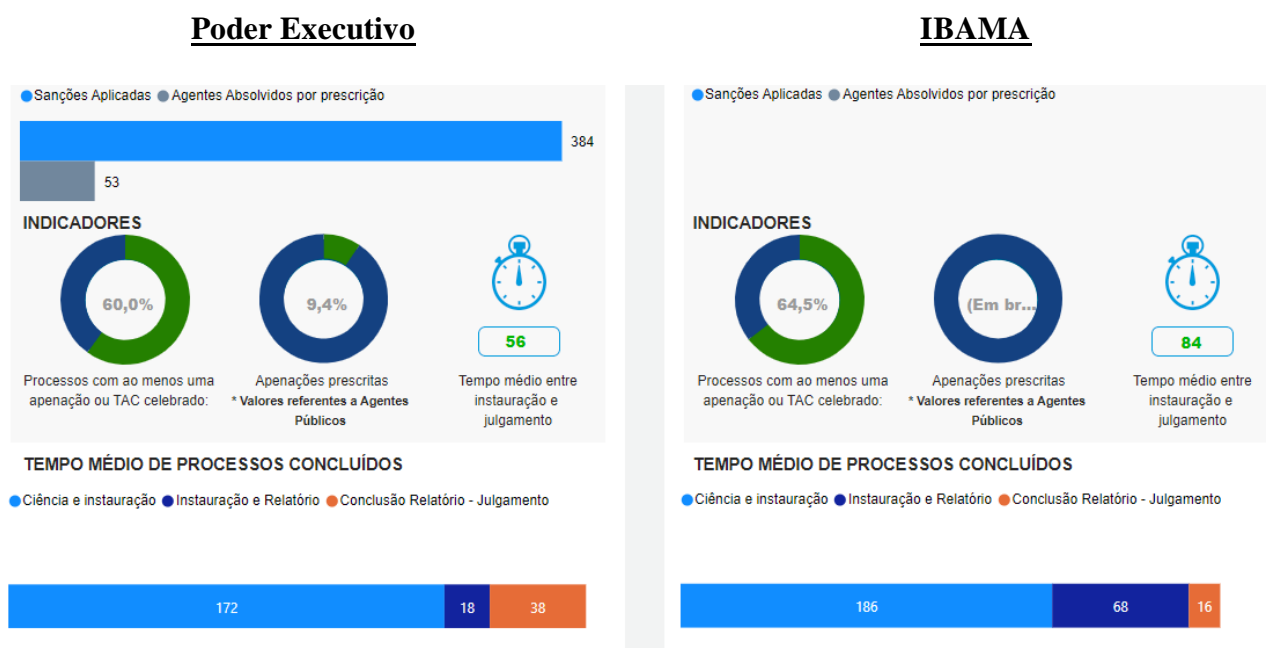 Poder Executivo
Sanções Aplicadas Agentes Absolvidos por prescrição
384
53
INDICADORES
60,0%
9,4%
56
Processos com ao menos uma
apenação ou TAC celebrado:
Apenações prescritas
* Valores referentes a Agentes
Públicos
Tempo médio entre
instauração e
julgamento
TEMPO MÉDIO DE PROCESSOS CONCLUÍDOS
Ciência e instauração Instauração e Relatório Conclusão Relatório - Julgamento
172 18 38
IBAMA
Sanções Aplicadas Agentes Absolvidos por prescrição
INDICADORES
64,5%
(Em br...
84
Processos com ao menos uma
apenação ou TAC celebrado:
Apenações prescritas
* Valores referentes a Agentes
Públicos
Tempo médio entre
instauração e
julgamento
TEMPO MÉDIO DE PROCESSOS CONCLUÍDOS
Ciência e instauração Instauração e Relatório Conclusão Relatório - Julgamento
186 68 16